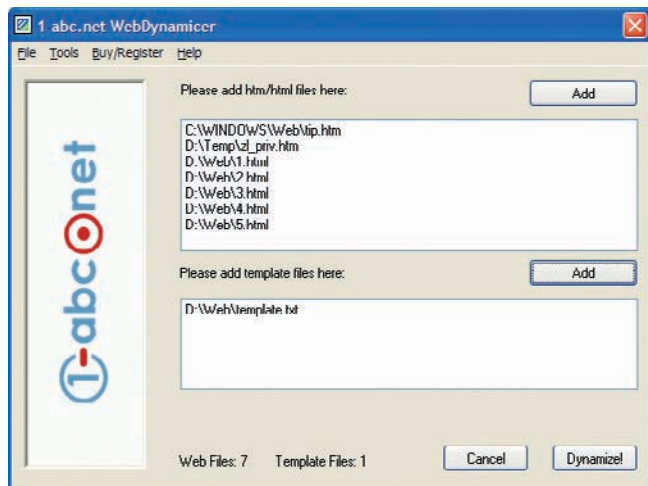 1 abc.net WebDynamicer
File Tools Buy/Register Help
1-abc.net
Please add htm/html files here:
Add
C:\WINDOWS\Web\tip.htm
D:\Temp\zl_priv.htm
D:\Web\1.html
D:\Web\2.html
D:\Web\3.html
D:\Web\4.html
D:\Web\5.html
Please add template files here:
Add
D:\Web\template.txt
Web Files: 7 Template Files: 1
Cancel
Dynamize!